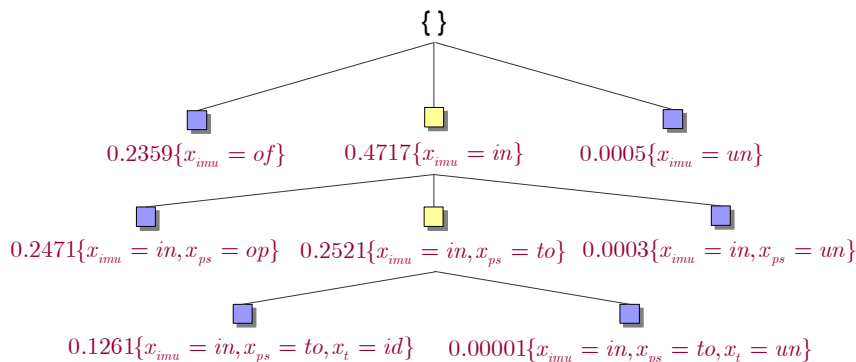 { }
0.2359{x_imu = of} 0.4717{x_imu = in} 0.0005{x_imu = un}
0.2471{x_imu = in, x_ps = op} 0.2521{x_imu = in, x_ps = to} 0.0003{x_imu = in, x_ps = un}
0.1261{x_imu = in, x_ps = to, x_t = id} 0.00001{x_imu = in, x_ps = to, x_t = un}